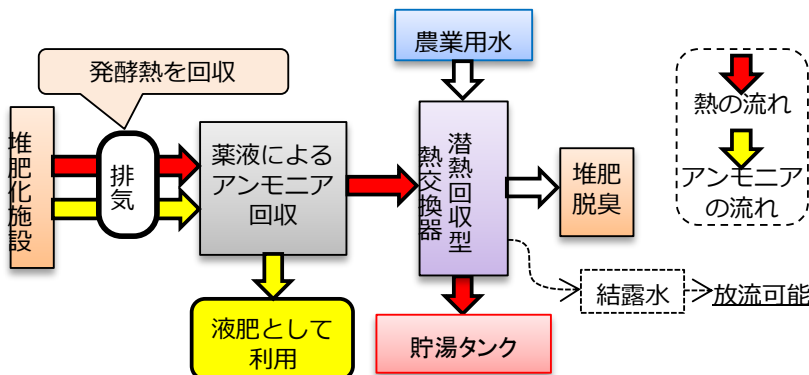 農業用水
発酵熱を回収
熱の流れ
堆肥化施設
排気
薬液による
アンモニア
回収
潜熱回収型
熱交換器
堆肥
脱臭
アンモニア
の流れ
結露水
放流可能
液肥として
利用
貯湯タンク